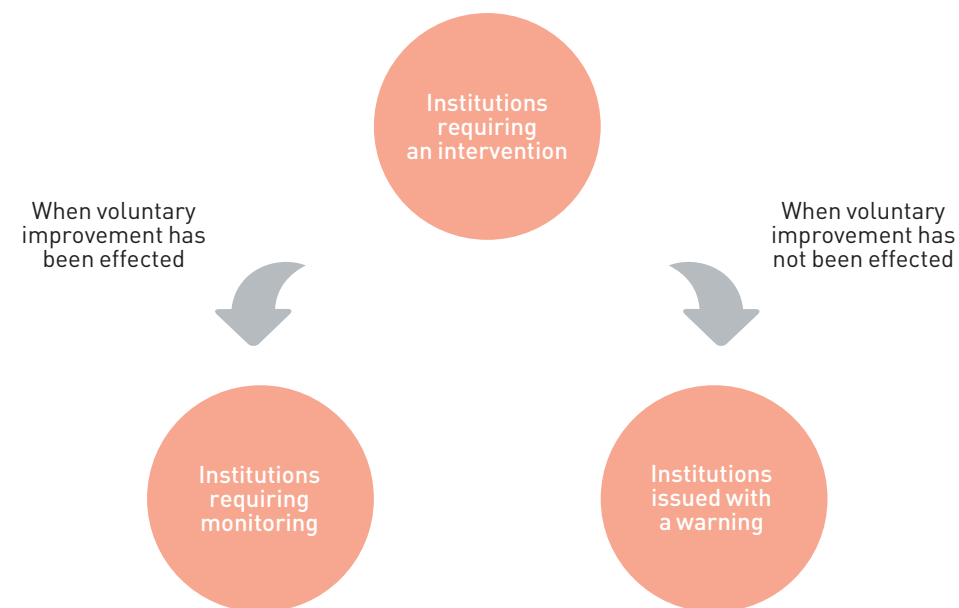 Institutions
requiring
an intervention
When voluntary
improvement has
been effected
When voluntary
improvement has
not been effected
Institutions
requiring
monitoring
Institutions
issued with
a warning